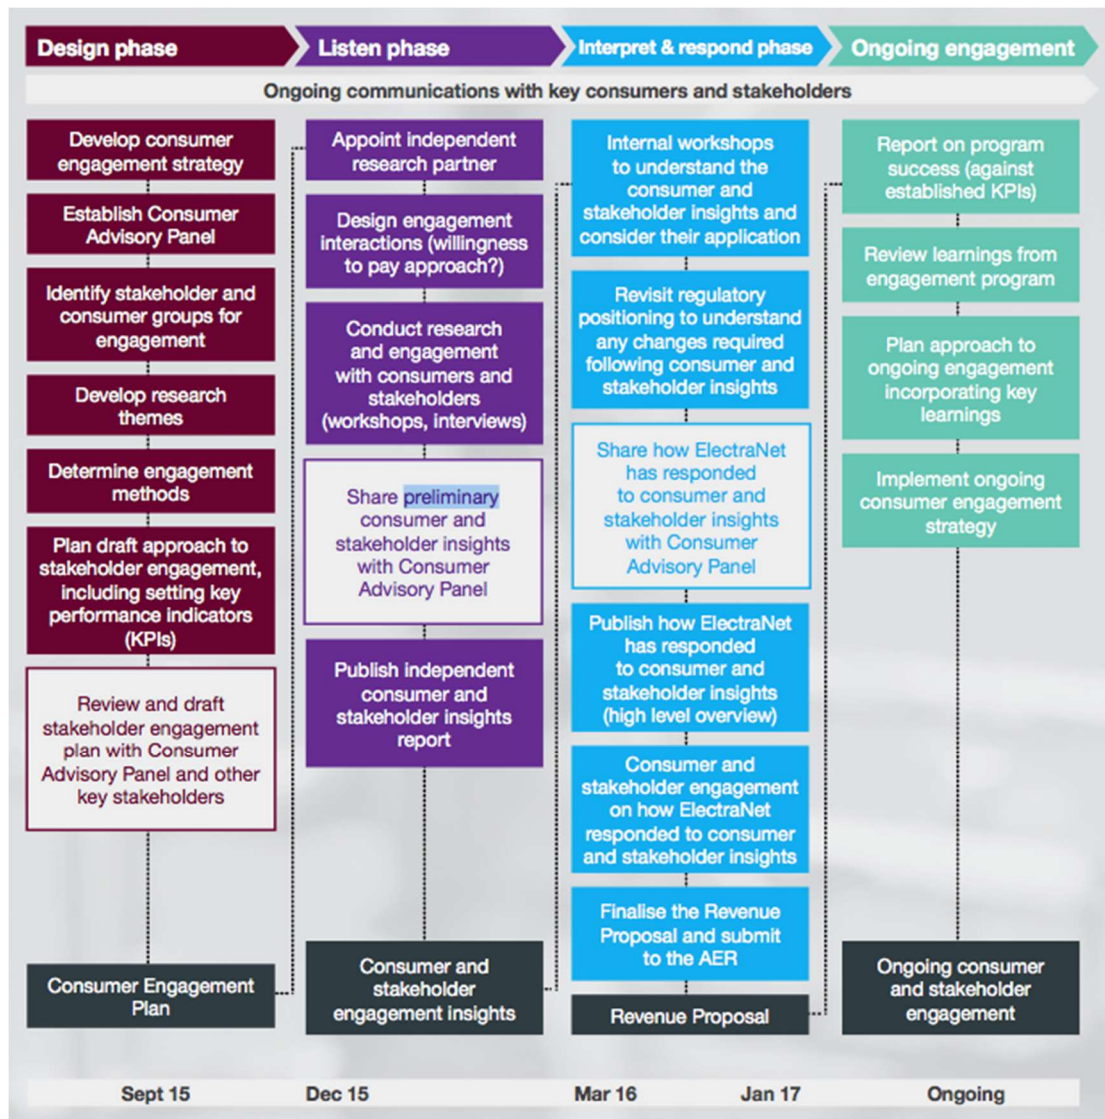 Design phase
Listen phase
Interpret & respond phase
Ongoing engagement
Ongoing communications with key consumers and stakeholders
Develop consumer
engagement strategy
Establish Consumer
Advisory Panel
Identify stakeholder and
consumer groups for
engagement
Develop research
themes
Determine engagement
methods
Plan draft approach to
stakeholder engagement,
including setting key
performance indicators
(KPIs)
Review and draft
stakeholder engagement
plan with Consumer
Advisory Panel and other
key stakeholders
Consumer Engagement
Plan
Appoint independent
research partner
Design engagement
interactions (willingness
to pay approach?)
Conduct research
and engagement
with consumers and
stakeholders
(workshops, interviews)
Share preliminary
consumer and
stakeholder insights
with Consumer
Advisory Panel
Publish independent
consumer and
stakeholder insights
report
Consumer and
stakeholder
engagement insights
Internal workshops
to understand the
consumer and
stakeholder insights and
consider their application
Revisit regulatory
positioning to understand
any changes required
following consumer and
stakeholder insights
Share how ElectraNet
has responded
to consumer and
stakeholder insights
with Consumer
Advisory Panel
Publish how ElectraNet
has responded
to consumer and
stakeholder insights
(high level overview)
Consumer and
stakeholder engagement
on how ElectraNet
responded to consumer
and stakeholder insights
Finalise the Revenue
Proposal and submit
to the AER
Revenue Proposal
Report on program
success (against
established KPIs)
Review learnings from
engagement program
Plan approach to
ongoing engagement
incorporating key
learnings
Implement ongoing
consumer engagement
strategy
Ongoing consumer
and stakeholder
engagement
Sept 15
Dec 15
Mar 16
Jan 17
Ongoing